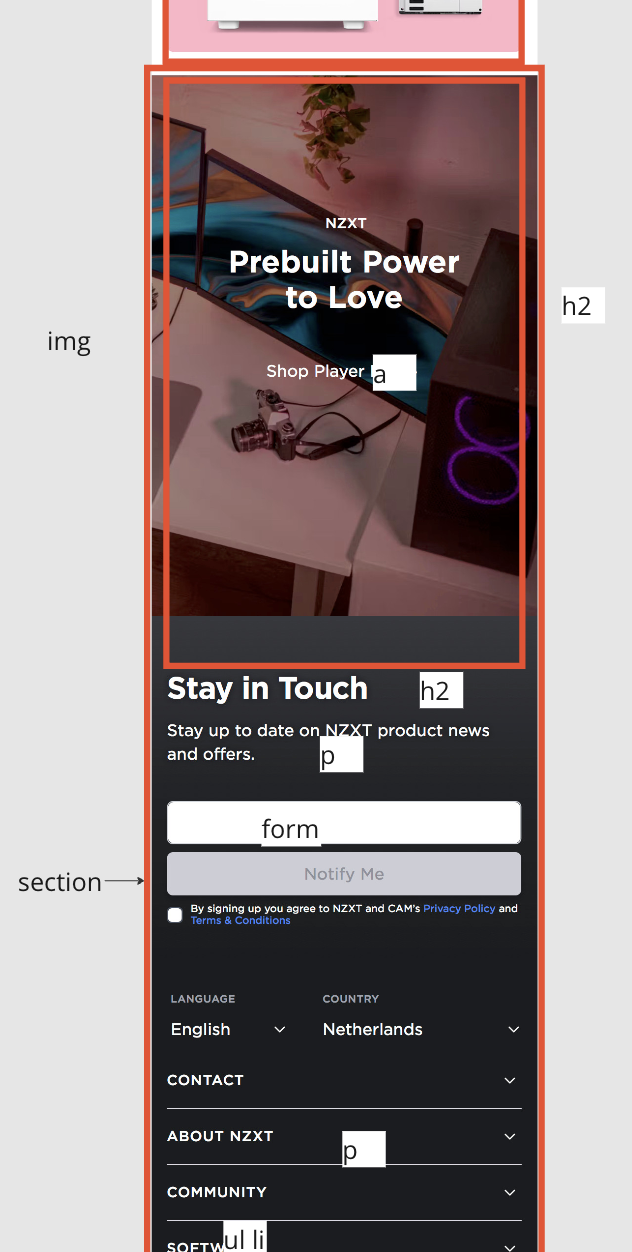 NZXT
Prebuilt Power
to Love
h2
img
Shop Player
a
Stay in Touch
h2
Stay up to date on NZXT product news
and offers.
p
form
Notify Me
section
By signing up you agree to NZXT and CAM's Privacy Policy and
Terms & Conditions
LANGUAGE
COUNTRY
English
Netherlands
CONTACT
ABOUT NZXT
p
COMMUNITY
ul li